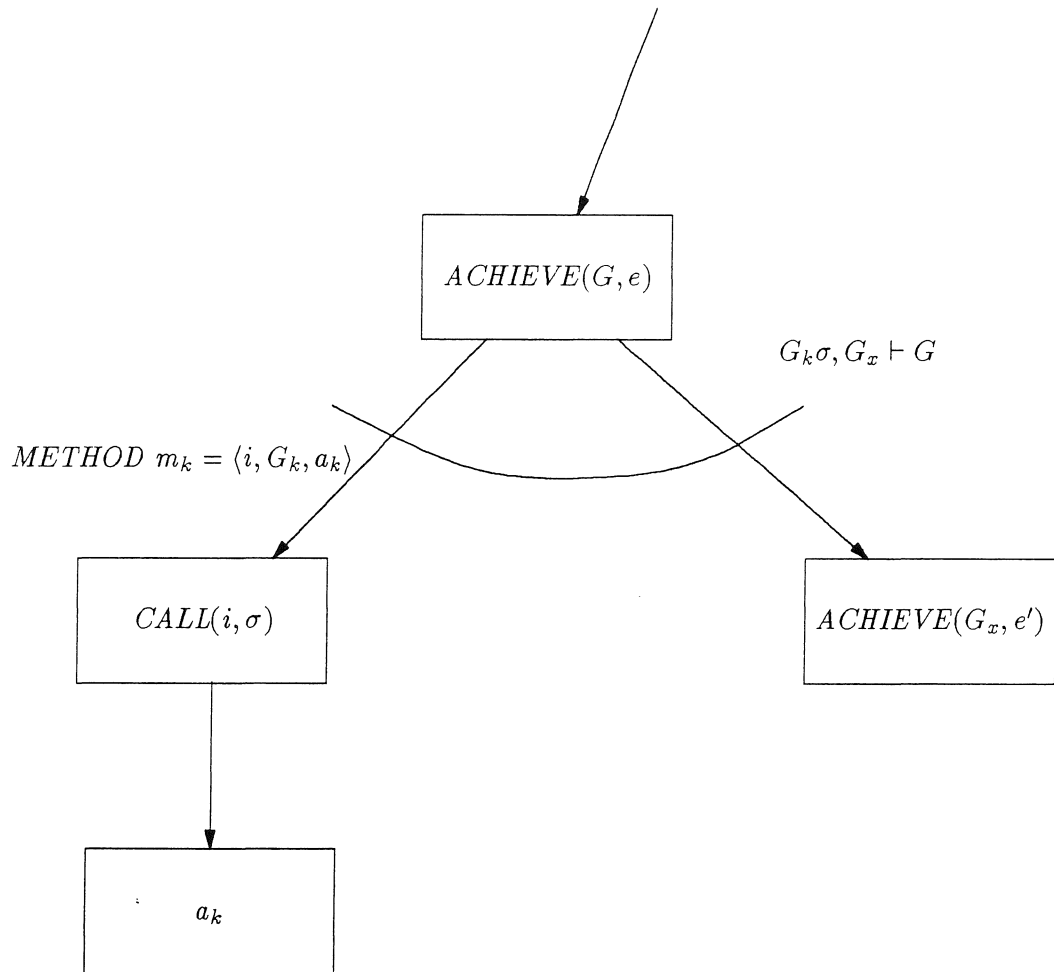 ACHIEVE(G, e)
G_kσ, G_x ⊢ G
METHOD m_k = ⟨i, G_k, a_k⟩
CALL(i, σ)
ACHIEVE(G_x, e′)
a_k